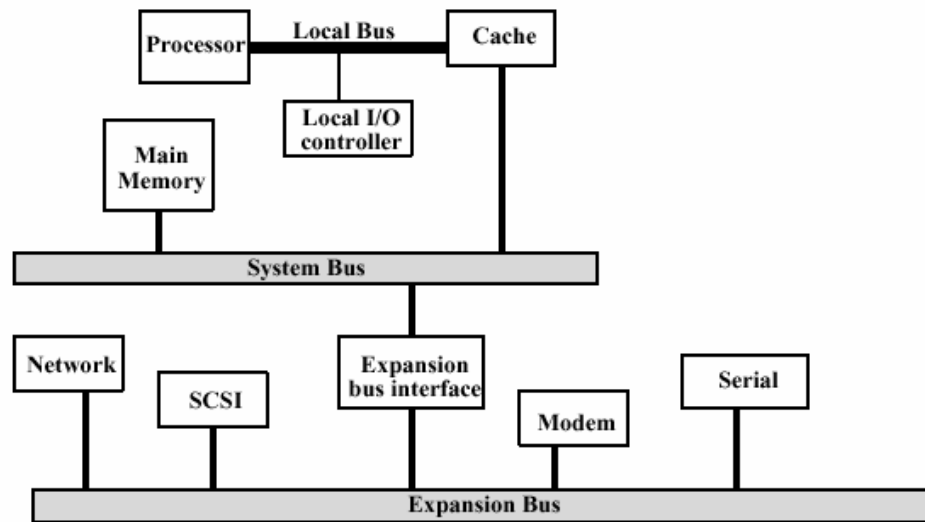 Local Bus
Processor
Cache
Local I/O
controller
Main
Memory
System Bus
Network
Expansion
bus interface
Serial
SCSI
Modem
Expansion Bus